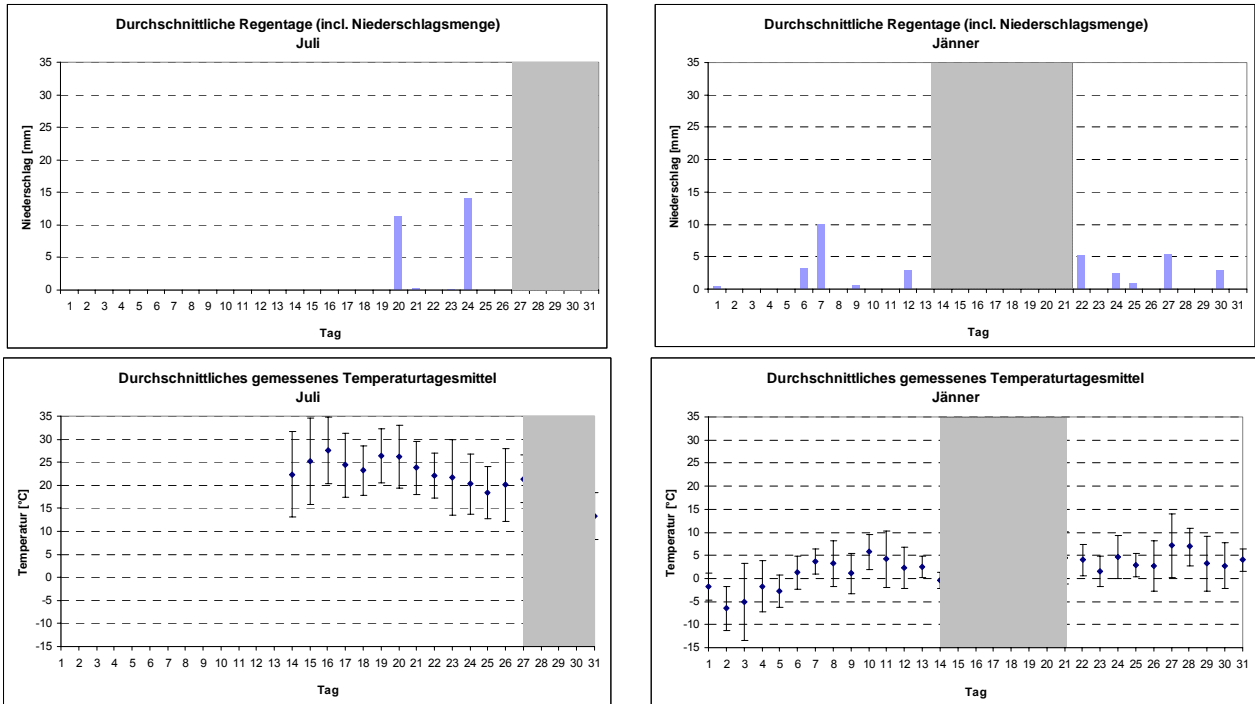 Durchschnittliche Regentage (incl. Niederschlagsmenge)
Juli
Niederschlag [mm]
35
30
25
20
15
10
5
0
1 2 3 4 5 6 7 8 9 10 11 12 13 14 15 16 17 18 19 20 21 22 23 24 25 26 27 28 29 30 31
Tag
Durchschnittliche Regentage (incl. Niederschlagsmenge)
Jänner
Niederschlag [mm]
35
30
25
20
15
10
5
0
1 2 3 4 5 6 7 8 9 10 11 12 13 14 15 16 17 18 19 20 21 22 23 24 25 26 27 28 29 30 31
Tag
Durchschnittliches gemessenes Temperaturtagesmittel
Juli
Temperatur [°C]
35
30
25
20
15
10
5
0
-5
-10
-15
1 2 3 4 5 6 7 8 9 10 11 12 13 14 15 16 17 18 19 20 21 22 23 24 25 26 27 28 29 30 31
Tag
Durchschnittliches gemessenes Temperaturtagesmittel
Jänner
Temperatur [°C]
35
30
25
20
15
10
5
0
-5
-10
-15
1 2 3 4 5 6 7 8 9 10 11 12 13 14 15 16 17 18 19 20 21 22 23 24 25 26 27 28 29 30 31
Tag